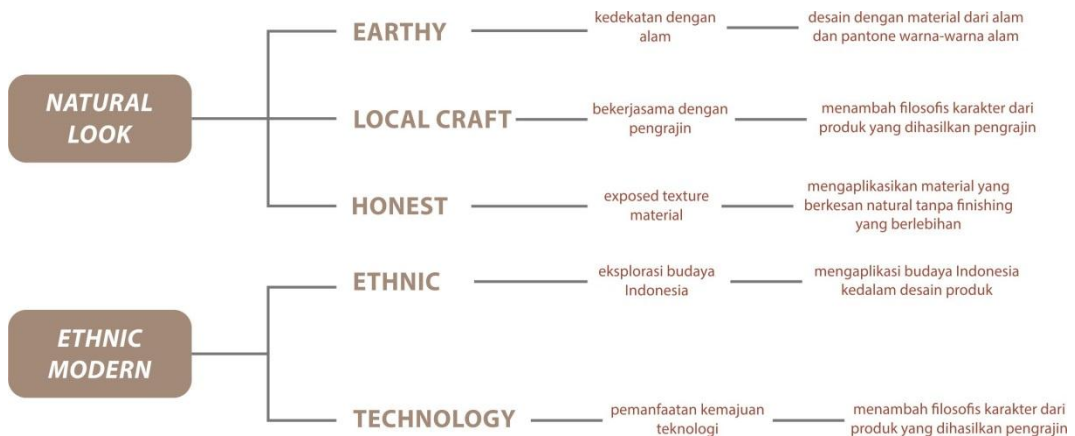 NATURAL
LOOK
EARTHY
kedekatan dengan
alam
desain dengan material dari alam
dan pantone warna-warna alam
LOCAL CRAFT
bekerjasama dengan
pengrajin
menambah filosofis karakter dari
produk yang dihasilkan pengrajin
HONEST
exposed texture
material
mengaplikasikan material yang
berkesan natural tanpa finishing
yang berlebihan
ETHNIC
MODERN
ETHNIC
eksplorasi budaya
Indonesia
mengaplikasi budaya Indonesia
kedalam desain produk
TECHNOLOGY
pemanfaatan kemajuan
teknologi
menambah filosofis karakter dari
produk yang dihasilkan pengrajin